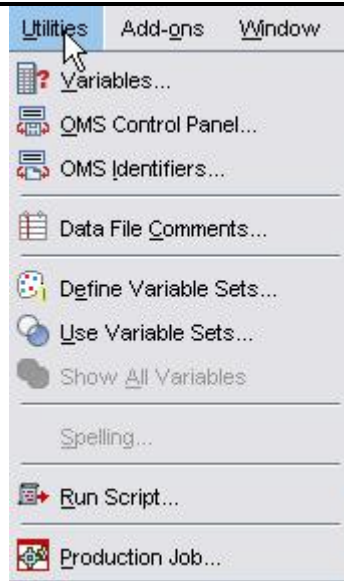 Utilities Add-ons Window
Variables...
OMS Control Panel...
OMS Identifiers...
Data File Comments...
Define Variable Sets...
Use Variable Sets...
Show All Variables
Spelling...
Run Script...
Production Job...